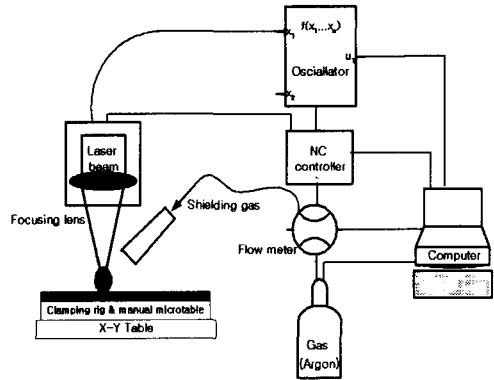 f(x₁...xₙ)
x₁
Osciallator
u₁
x₂
NC
controller
Laser
beam
Shielding gas
Focusing lens
Flow meter
Computer
Clamping rig & manual microtable
X-Y Table
Gas
(Argon)